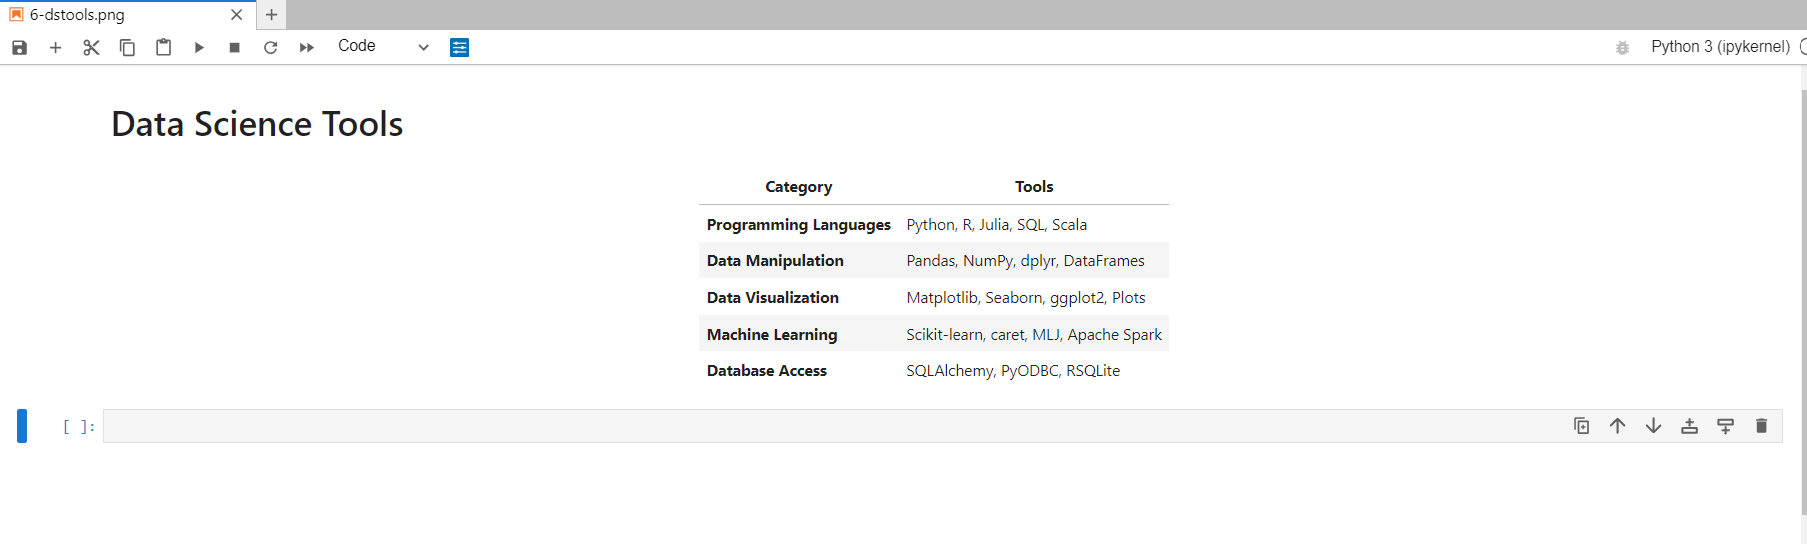 6-dstools.png
Code
Python 3 (ipykernel)
Data Science Tools
Category Tools
Programming Languages Python, R, Julia, SQL, Scala
Data Manipulation Pandas, NumPy, dplyr, DataFrames
Data Visualization Matplotlib, Seaborn, ggplot2, Plots
Machine Learning Scikit-learn, caret, MLJ, Apache Spark
Database Access SQLAlchemy, PyODBC, RSQLite
[ ]: